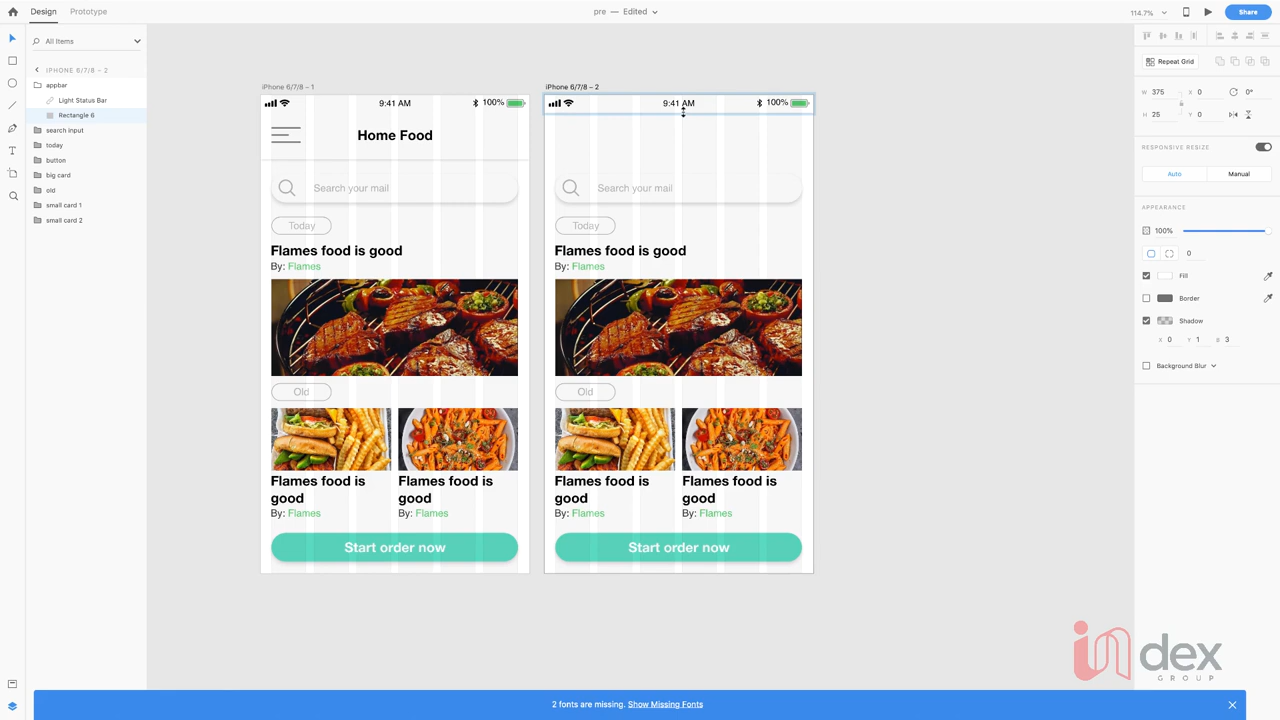 Design
Prototype
pre — Edited
114.7%
Share
All Items
IPHONE 6/7/8 – 2
appbar
Light Status Bar
Rectangle 6
search input
today
button
big card
old
small card 1
small card 2
iPhone 6/7/8 – 1
9:41 AM
100%
Home Food
Search your mail
Today
Flames food is good
By: Flames
Old
Flames food is good
By: Flames
Flames food is good
By: Flames
Start order now
iPhone 6/7/8 – 2
9:41 AM
100%
Search your mail
Today
Flames food is good
By: Flames
Old
Flames food is good
By: Flames
Flames food is good
By: Flames
Start order now
Repeat Grid
W 375 X 0 0°
H 25 Y 0
RESPONSIVE RESIZE
Auto
Manual
APPEARANCE
100%
0
Fill
Border
Shadow
X 0 Y 1 B 3
Background Blur
index
GROUP
2 fonts are missing. Show Missing Fonts